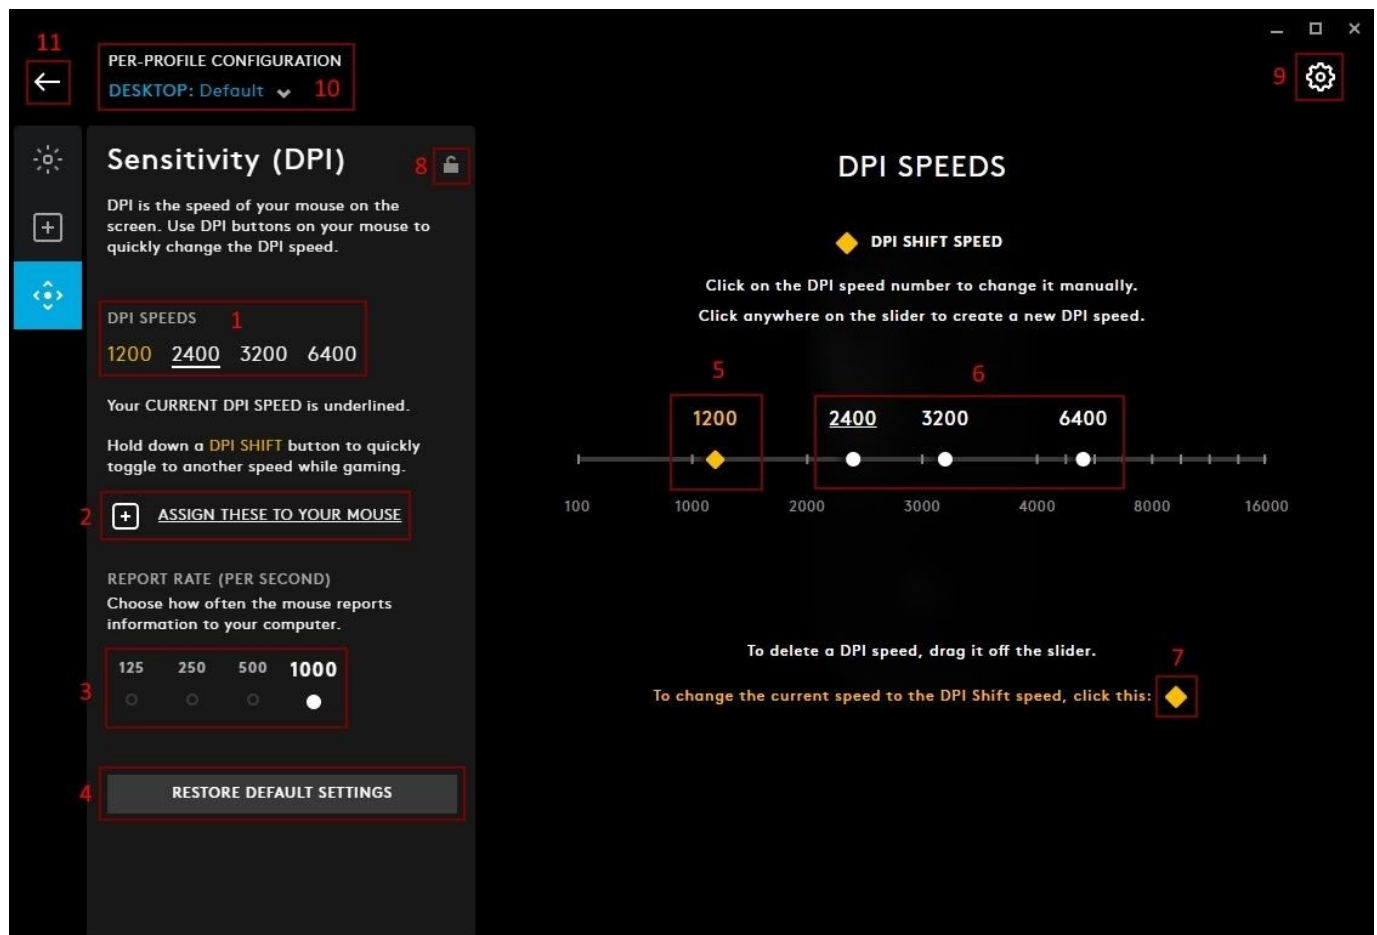 11
PER-PROFILE CONFIGURATION
DESKTOP: Default 10
9
Sensitivity (DPI) 8
DPI is the speed of your mouse on the
screen. Use DPI buttons on your mouse to
quickly change the DPI speed.
DPI SPEEDS 1
1200 2400 3200 6400
Your CURRENT DPI SPEED is underlined.
Hold down a DPI SHIFT button to quickly
toggle to another speed while gaming.
2 ASSIGN THESE TO YOUR MOUSE
REPORT RATE (PER SECOND)
Choose how often the mouse reports
information to your computer.
125 250 500 1000
3
4 RESTORE DEFAULT SETTINGS
DPI SPEEDS
DPI SHIFT SPEED
Click on the DPI speed number to change it manually.
Click anywhere on the slider to create a new DPI speed.
5 6
1200 2400 3200 6400
100 1000 2000 3000 4000 8000 16000
To delete a DPI speed, drag it off the slider.
7
To change the current speed to the DPI Shift speed, click this: